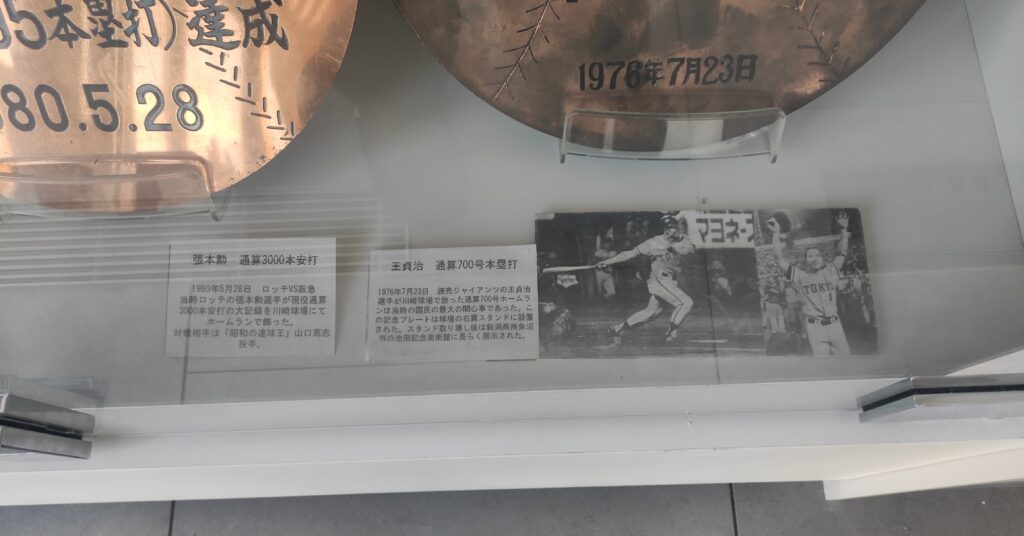 5本塁打)達成
80.5.28
1976年7月23日
張本勲 通算3000本安打
1980年5月28日 ロッテVS阪急
当時ロッテの張本勲選手が現役通算
3000本安打の大記録を川崎球場にて
ホームランで飾った。
対戦相手は「昭和の速球王」山口高志
投手。
王貞治 通算700号本塁打
1976年7月23日 読売ジャイアンツの王貞治
選手が川崎球場で放った通算700号ホームラ
ンは当時の国民の最大の関心事であった。こ
の記念プレートは球場の右翼スタンドに設置
された。スタンド取り壊し後は新潟県南魚沼
市の池田記念美術館に長らく展示された。
マヨネーズ
TOKYO
1